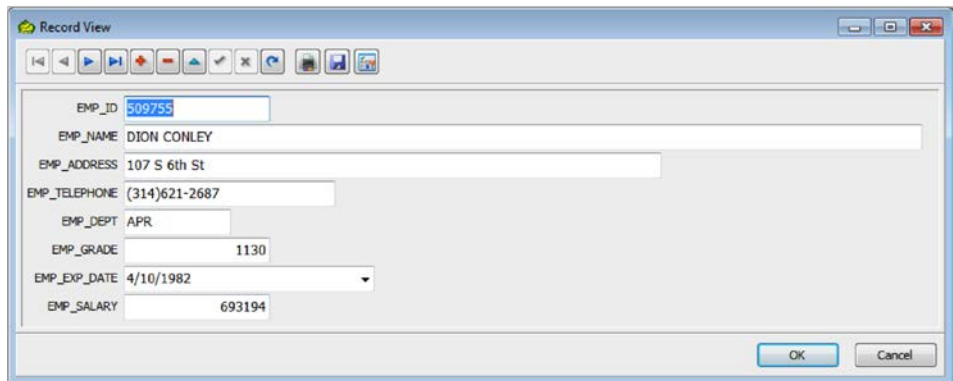 Record View
EMP_ID 509755
EMP_NAME DION CONLEY
EMP_ADDRESS 107 S 6th St
EMP_TELEPHONE (314)621-2687
EMP_DEPT APR
EMP_GRADE 1130
EMP_EXP_DATE 4/10/1982
EMP_SALARY 693194
OK Cancel